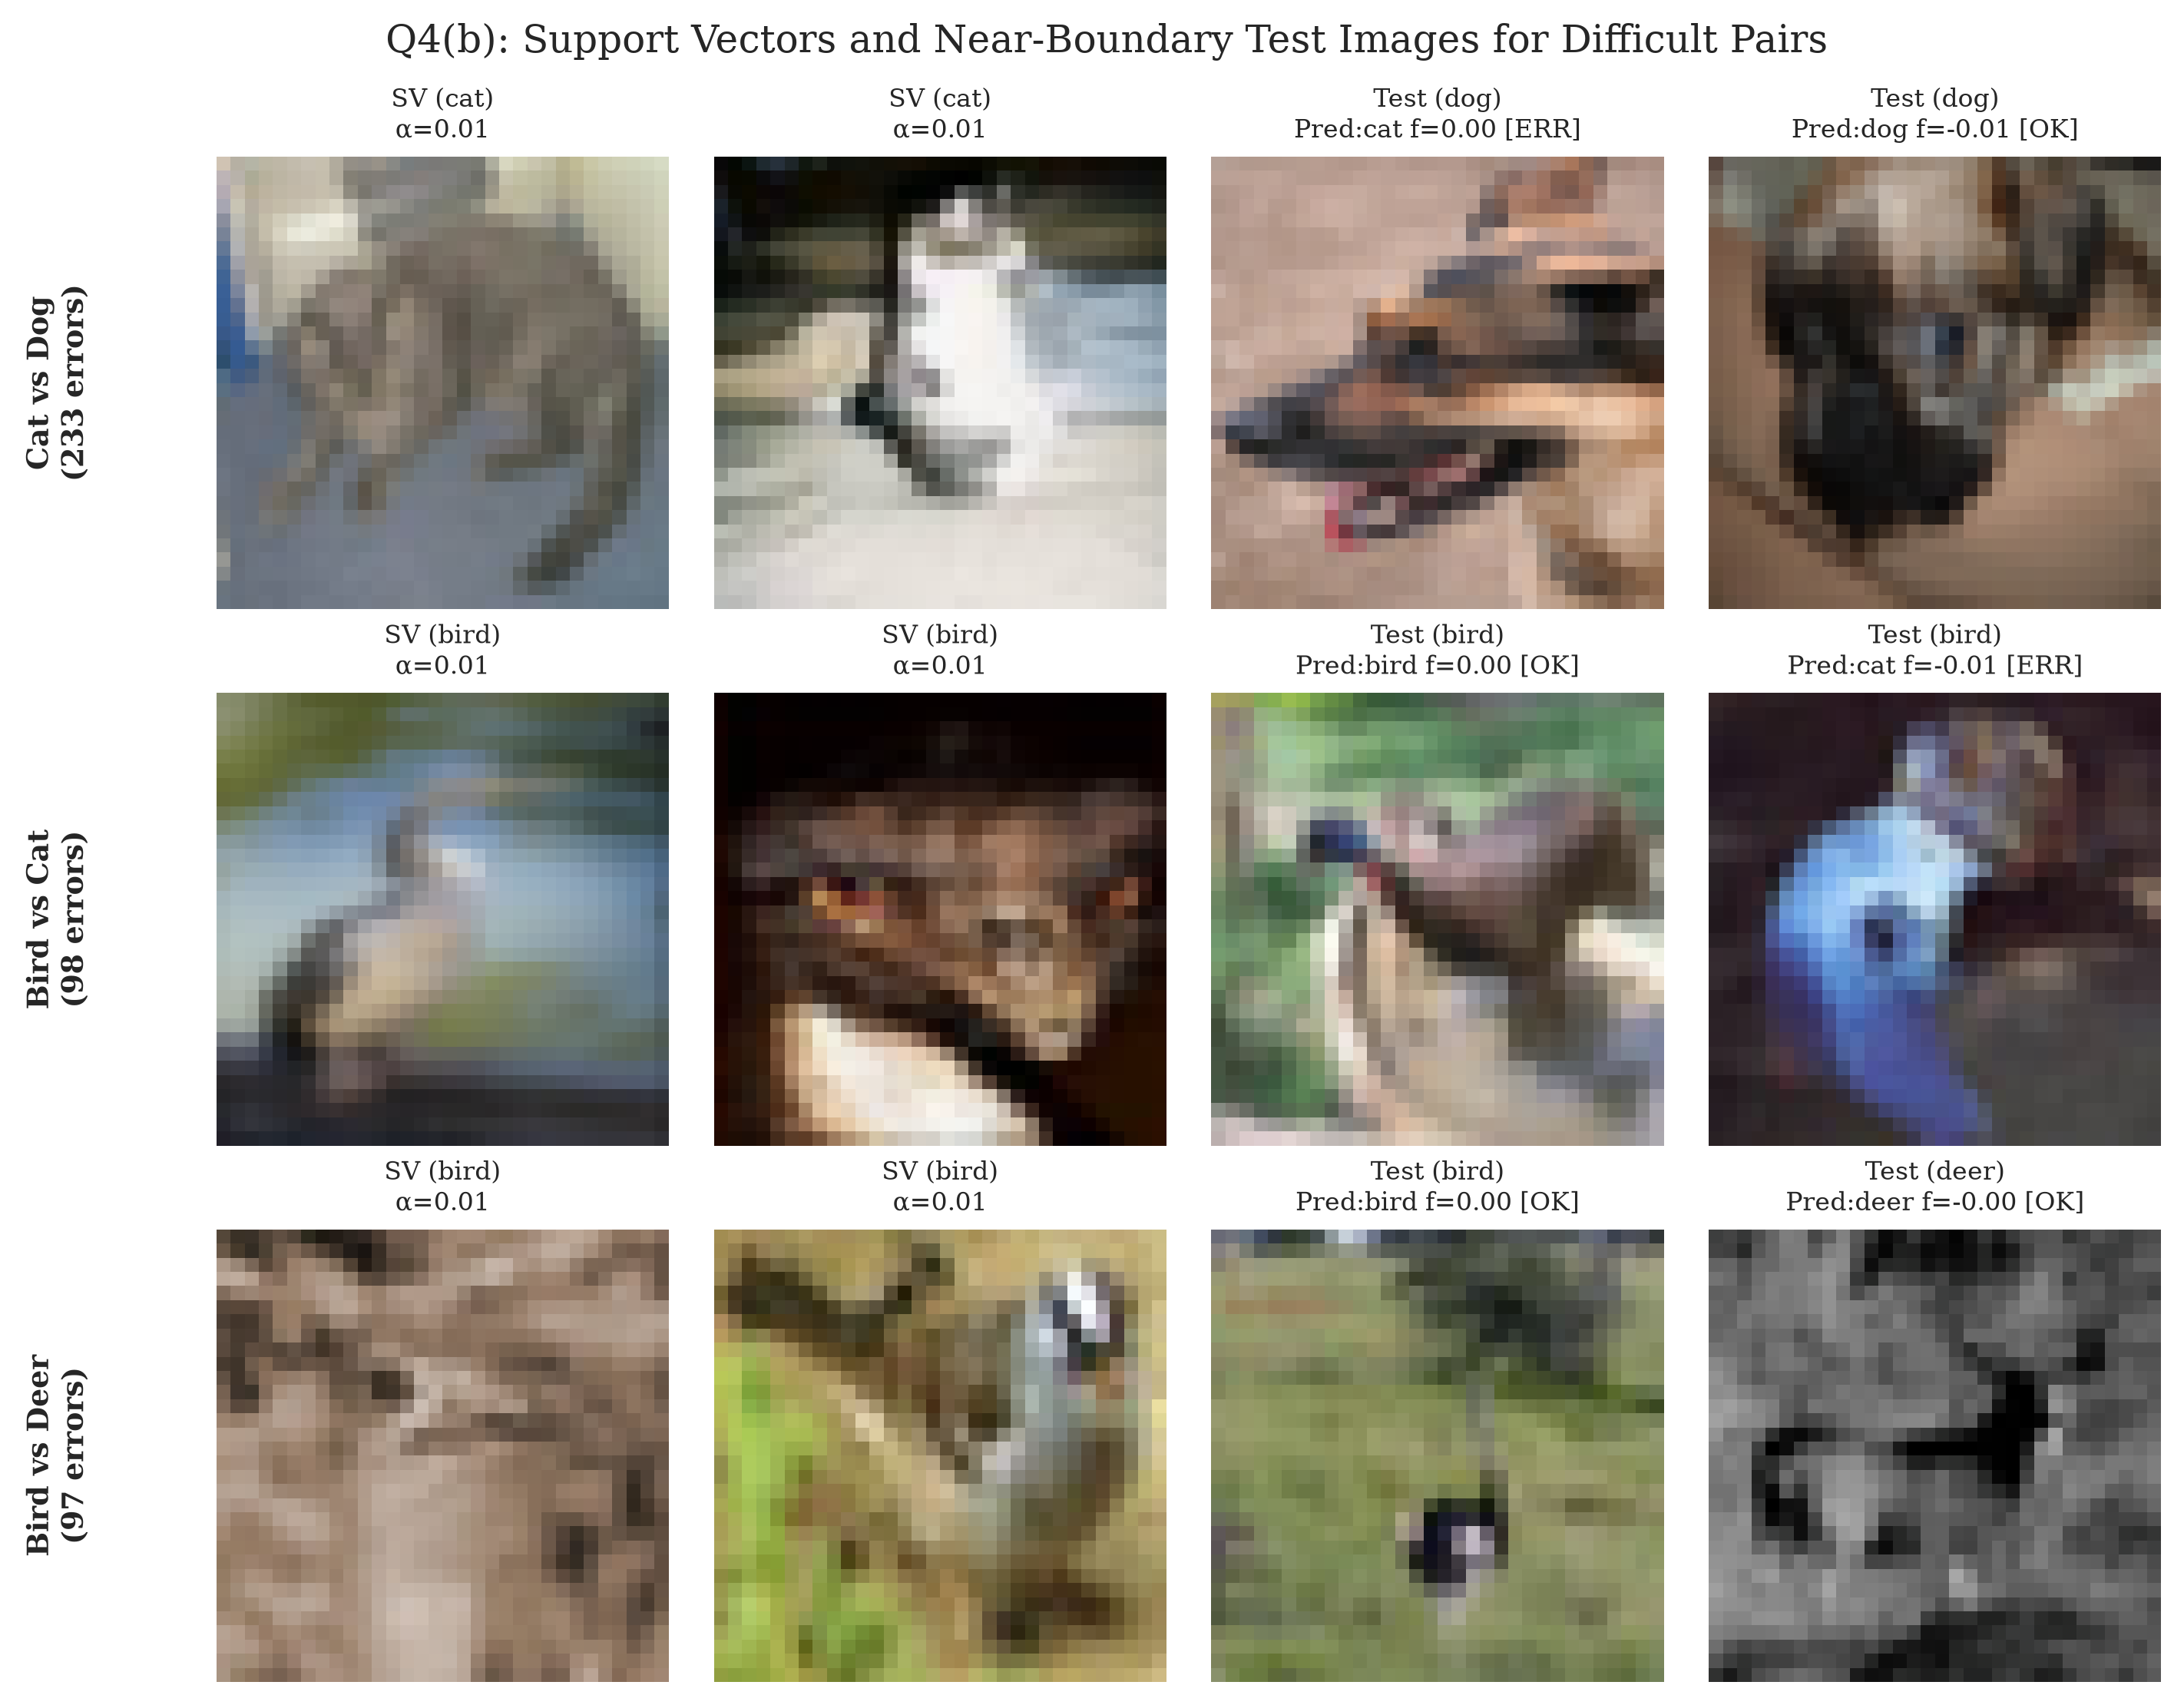 Q4(b): Support Vectors and Near-Boundary Test Images for Difficult Pairs
Cat vs Dog
(233 errors)
SV (cat)
α=0.01
SV (cat)
α=0.01
Test (dog)
Pred:cat f=0.00 [ERR]
Test (dog)
Pred:dog f=-0.01 [OK]
Bird vs Cat
(98 errors)
SV (bird)
α=0.01
SV (bird)
α=0.01
Test (bird)
Pred:bird f=0.00 [OK]
Test (bird)
Pred:cat f=-0.01 [ERR]
Bird vs Deer
(97 errors)
SV (bird)
α=0.01
SV (bird)
α=0.01
Test (bird)
Pred:bird f=0.00 [OK]
Test (deer)
Pred:deer f=-0.00 [OK]